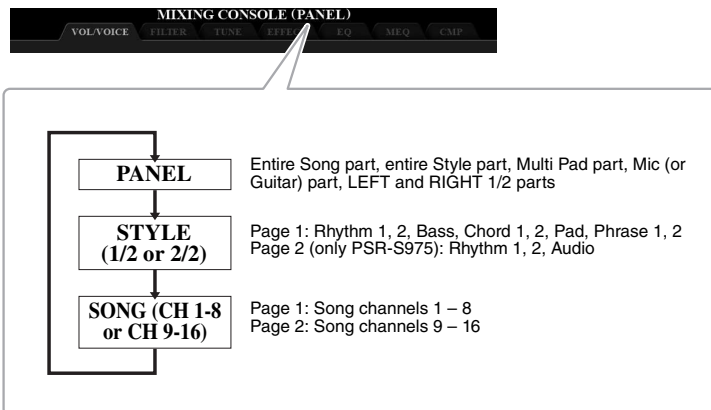 MIXING CONSOLE (PANEL)
VOL/VOICE FILTER TUNE EFFECT EQ MEQ CMP
PANEL
Entire Song part, entire Style part, Multi Pad part, Mic (or
Guitar) part, LEFT and RIGHT 1/2 parts
STYLE
(1/2 or 2/2)
Page 1: Rhythm 1, 2, Bass, Chord 1, 2, Pad, Phrase 1, 2
Page 2 (only PSR-S975): Rhythm 1, 2, Audio
SONG (CH 1-8
or CH 9-16)
Page 1: Song channels 1 – 8
Page 2: Song channels 9 – 16